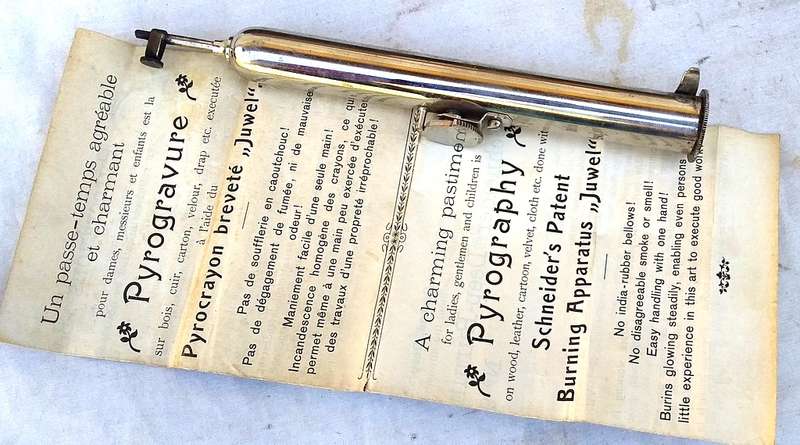 Un passe-temps agréable
et charmant
pour dames, messieurs et enfants est la
Pyrogravure
sur bois, cuir, carton, velour, drap etc. executée
à l'aide du
Pyrocrayon breveté „Juwel“.
Pas de soufflerie en caoutchouc!
Pas de dégagement de fumée, ni de mauvaise
odeur!
Maniement facile d'une seule main!
Incandescence homogène des crayons, ce qui
permet même à une main peu exercée d'exécuter
des travaux d'une propreté irréprochable!
A charming pastime
for ladies, gentlemen and children is
Pyrography
on wood, leather, cartoon, velvet, cloth etc. done
Schneider's Patent
Burning Apparatus „Juwel“
No india-rubber bellows!
No disagreeable smoke or smell!
Easy handling with one hand!
Burins glowing steadily, enabling even persons
little experience in this art to execute good work